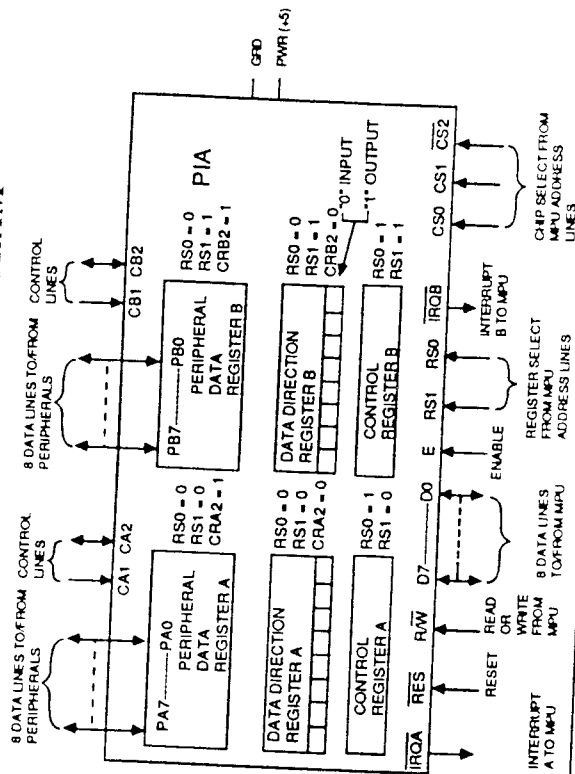 8 DATA LINES TO/FROM
PERIPHERALS
CONTROL
LINES
8 DATA LINES TO/FROM
PERIPHERALS
CONTROL
LINES
CA1 CA2
CB1 CB2
PA7--------PA0
PERIPHERAL
DATA
REGISTER A
RS0 = 0
RS1 = 0
CRA2 = 1
PB7--------PB0
PERIPHERAL
DATA
REGISTER B
RS0 = 0
RS1 = 1
CRB2 = 1
PIA
GRD
PWR (+5)
DATA DIRECTION
REGISTER A
RS0 = 0
RS1 = 0
CRA2 = 0
DATA DIRECTION
REGISTER B
RS0 = 0
RS1 = 1
CRB2 = 0
"0" INPUT
"1" OUTPUT
CONTROL
REGISTER A
RS0 = 1
RS1 = 0
CONTROL
REGISTER B
RS0 = 1
RS1 = 1
IRQA
RES
R/W
D7--------D0
E
RS1
RS0
IRQB
CS0
CS1
CS2
INTERRUPT
A TO MPU
RESET
READ
OR
WRITE
FROM
MPU
8 DATA LINES
TO/FROM MPU
ENABLE
REGISTER SELECT
FROM MPU
ADDRESS LINES
INTERRUPT
B TO MPU
CHIP SELECT FROM
MPU ADDRESS
LINES